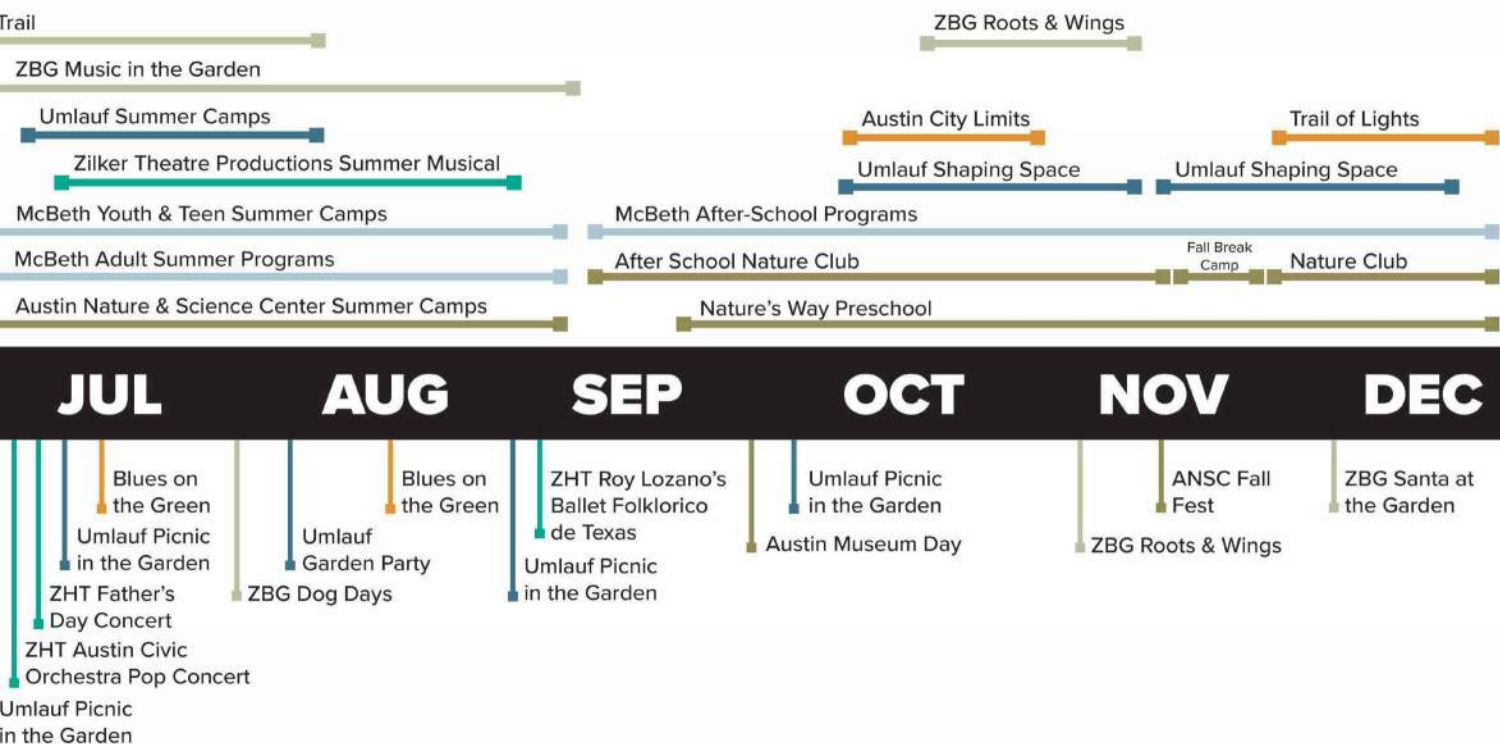 Trail
ZBG Roots & Wings
ZBG Music in the Garden
Umlauf Summer Camps
Austin City Limits
Trail of Lights
Zilker Theatre Productions Summer Musical
Umlauf Shaping Space
Umlauf Shaping Space
McBeth Youth & Teen Summer Camps
McBeth After-School Programs
McBeth Adult Summer Programs
After School Nature Club
Fall Break
Camp
Nature Club
Austin Nature & Science Center Summer Camps
Nature's Way Preschool
JUL
AUG
SEP
OCT
NOV
DEC
Blues on
the Green
Umlauf Picnic
in the Garden
ZHT Father's
Day Concert
ZHT Austin Civic
Orchestra Pop Concert
Umlauf Picnic
in the Garden
Blues on
the Green
Umlauf
Garden Party
ZBG Dog Days
ZHT Roy Lozano's
Ballet Folklorico
de Texas
Umlauf Picnic
in the Garden
Umlauf Picnic
in the Garden
Austin Museum Day
ANSC Fall
Fest
ZBG Roots & Wings
ZBG Santa at
the Garden